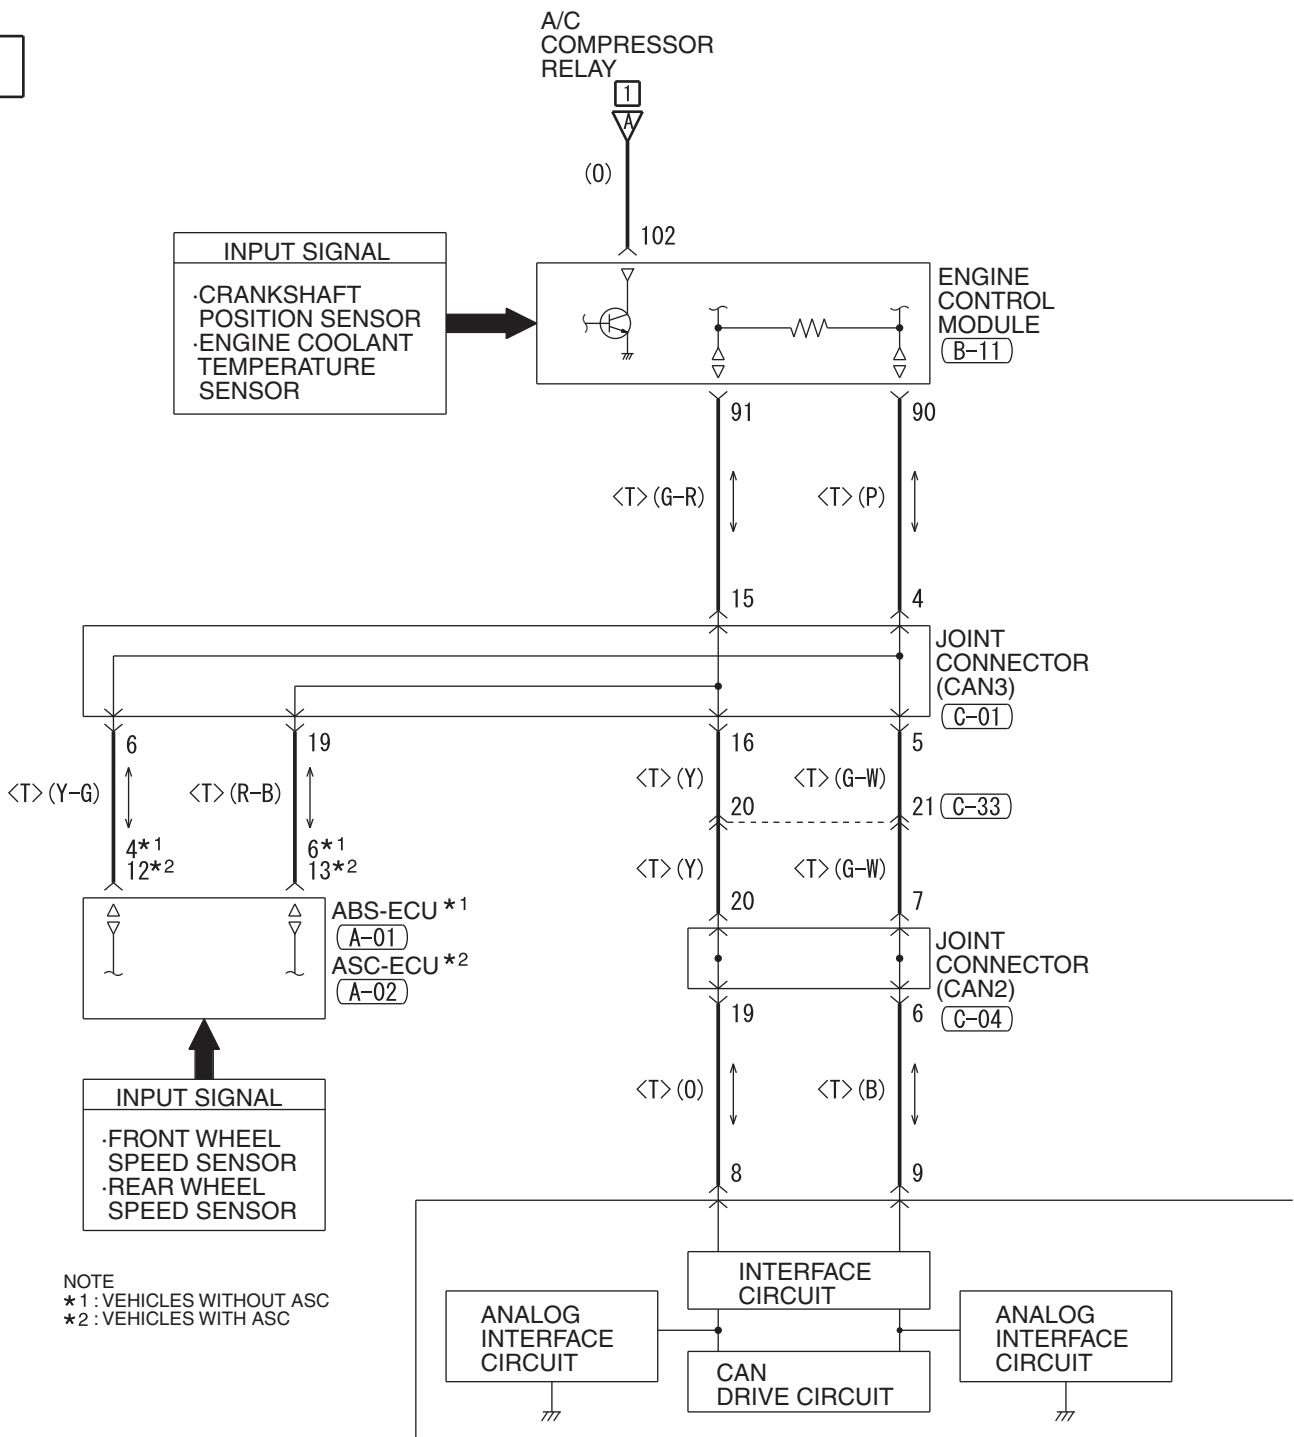 A/C
COMPRESSOR
RELAY
1
A
(O)
102
INPUT SIGNAL
·CRANKSHAFT
POSITION SENSOR
·ENGINE COOLANT
TEMPERATURE
SENSOR
ENGINE
CONTROL
MODULE
B-11
91
90
<T>(G-R)
<T>(P)
15
4
JOINT
CONNECTOR
(CAN3)
C-01
6
19
16
5
<T>(Y-G)
<T>(R-B)
<T>(Y)
<T>(G-W)
20
21
C-33
4*1
12*2
6*1
13*2
<T>(Y)
<T>(G-W)
20
7
ABS-ECU*1
A-01
ASC-ECU*2
A-02
JOINT
CONNECTOR
(CAN2)
C-04
19
6
<T>(O)
<T>(B)
INPUT SIGNAL
·FRONT WHEEL
SPEED SENSOR
·REAR WHEEL
SPEED SENSOR
8
9
NOTE
*1 : VEHICLES WITHOUT ASC
*2 : VEHICLES WITH ASC
INTERFACE
CIRCUIT
ANALOG
INTERFACE
CIRCUIT
ANALOG
INTERFACE
CIRCUIT
CAN
DRIVE CIRCUIT